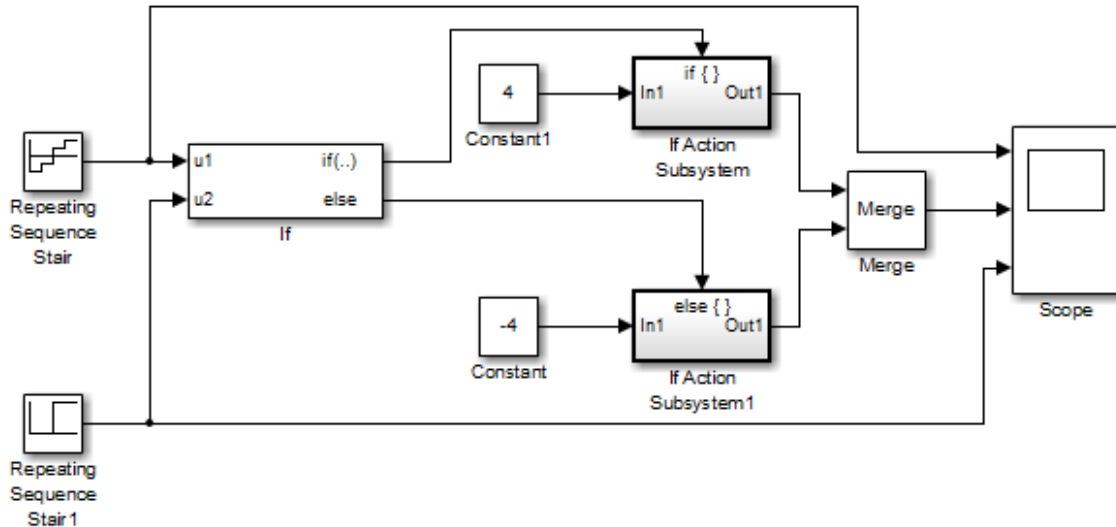 if { }
In1 Out1
4
Constant1
If Action
Subsystem
u1 if(..)
u2 else
If
Repeating
Sequence
Stair
Merge
Merge
Scope
else { }
In1 Out1
-4
Constant
If Action
Subsystem1
Repeating
Sequence
Stair1